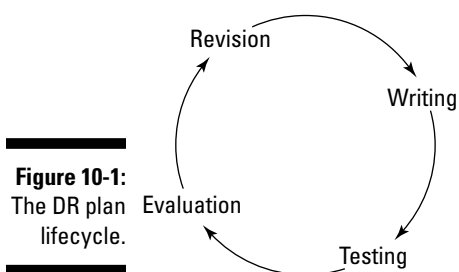 Revision
Writing
Figure 10-1:
The DR plan
lifecycle.
Evaluation
Testing